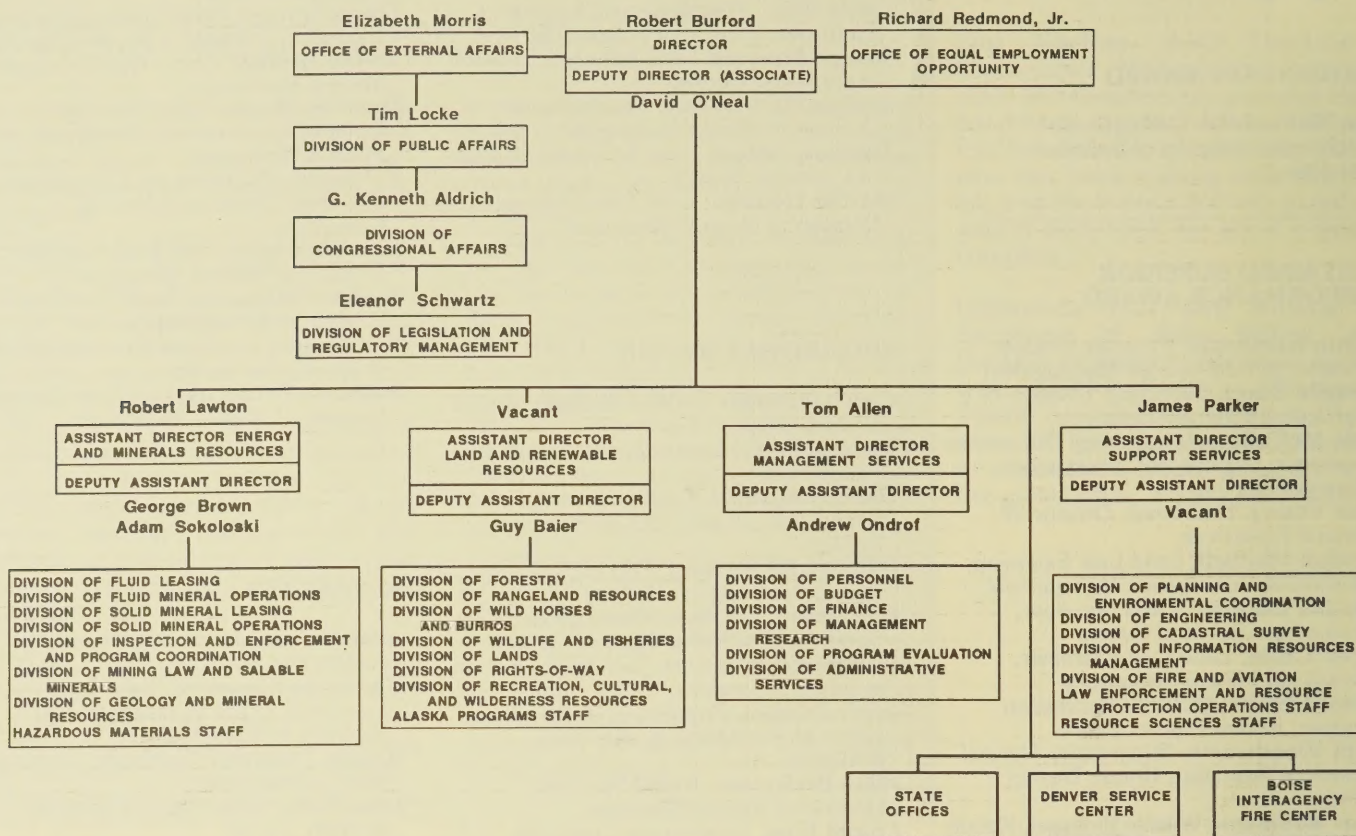 Elizabeth Morris
OFFICE OF EXTERNAL AFFAIRS
Robert Burford
DIRECTOR
DEPUTY DIRECTOR (ASSOCIATE)
David O'Neal
Richard Redmond, Jr.
OFFICE OF EQUAL EMPLOYMENT
OPPORTUNITY
Tim Locke
DIVISION OF PUBLIC AFFAIRS
G. Kenneth Aldrich
DIVISION OF
CONGRESSIONAL AFFAIRS
Eleanor Schwartz
DIVISION OF LEGISLATION AND
REGULATORY MANAGEMENT
Robert Lawton
ASSISTANT DIRECTOR ENERGY
AND MINERALS RESOURCES
DEPUTY ASSISTANT DIRECTOR
George Brown
Adam Sokoloski
DIVISION OF FLUID LEASING
DIVISION OF FLUID MINERAL OPERATIONS
DIVISION OF SOLID MINERAL LEASING
DIVISION OF SOLID MINERAL OPERATIONS
DIVISION OF INSPECTION AND ENFORCEMENT
AND PROGRAM COORDINATION
DIVISION OF MINING LAW AND SALABLE
MINERALS
DIVISION OF GEOLOGY AND MINERAL
RESOURCES
HAZARDOUS MATERIALS STAFF
Vacant
ASSISTANT DIRECTOR
LAND AND RENEWABLE
RESOURCES
DEPUTY ASSISTANT DIRECTOR
Guy Baier
DIVISION OF FORESTRY
DIVISION OF RANGELAND RESOURCES
DIVISION OF WILD HORSES
AND BURROS
DIVISION OF WILDLIFE AND FISHERIES
DIVISION OF LANDS
DIVISION OF RIGHTS-OF-WAY
DIVISION OF RECREATION, CULTURAL,
AND WILDERNESS RESOURCES
ALASKA PROGRAMS STAFF
Tom Allen
ASSISTANT DIRECTOR
MANAGEMENT SERVICES
DEPUTY ASSISTANT DIRECTOR
Andrew Ondrof
DIVISION OF PERSONNEL
DIVISION OF BUDGET
DIVISION OF FINANCE
DIVISION OF MANAGEMENT
RESEARCH
DIVISION OF PROGRAM EVALUATION
DIVISION OF ADMINISTRATIVE
SERVICES
James Parker
ASSISTANT DIRECTOR
SUPPORT SERVICES
DEPUTY ASSISTANT DIRECTOR
Vacant
DIVISION OF PLANNING AND
ENVIRONMENTAL COORDINATION
DIVISION OF ENGINEERING
DIVISION OF CADASTRAL SURVEY
DIVISION OF INFORMATION RESOURCES
MANAGEMENT
DIVISION OF FIRE AND AVIATION
LAW ENFORCEMENT AND RESOURCE
PROTECTION OPERATIONS STAFF
RESOURCE SCIENCES STAFF
STATE
OFFICES
DENVER SERVICE
CENTER
BOISE
INTERAGENCY
FIRE CENTER